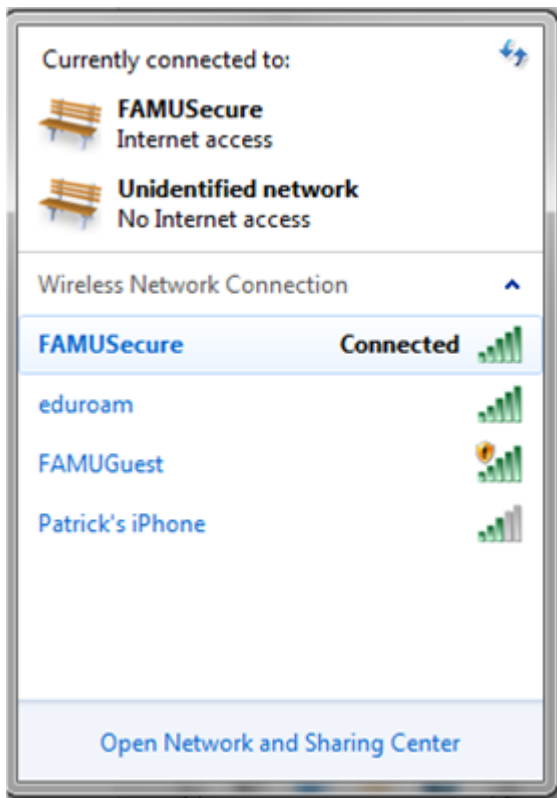 Currently connected to:
FAMUSecure
Internet access
Unidentified network
No Internet access
Wireless Network Connection
FAMUSecure Connected
eduroam
FAMUGuest
Patrick's iPhone
Open Network and Sharing Center